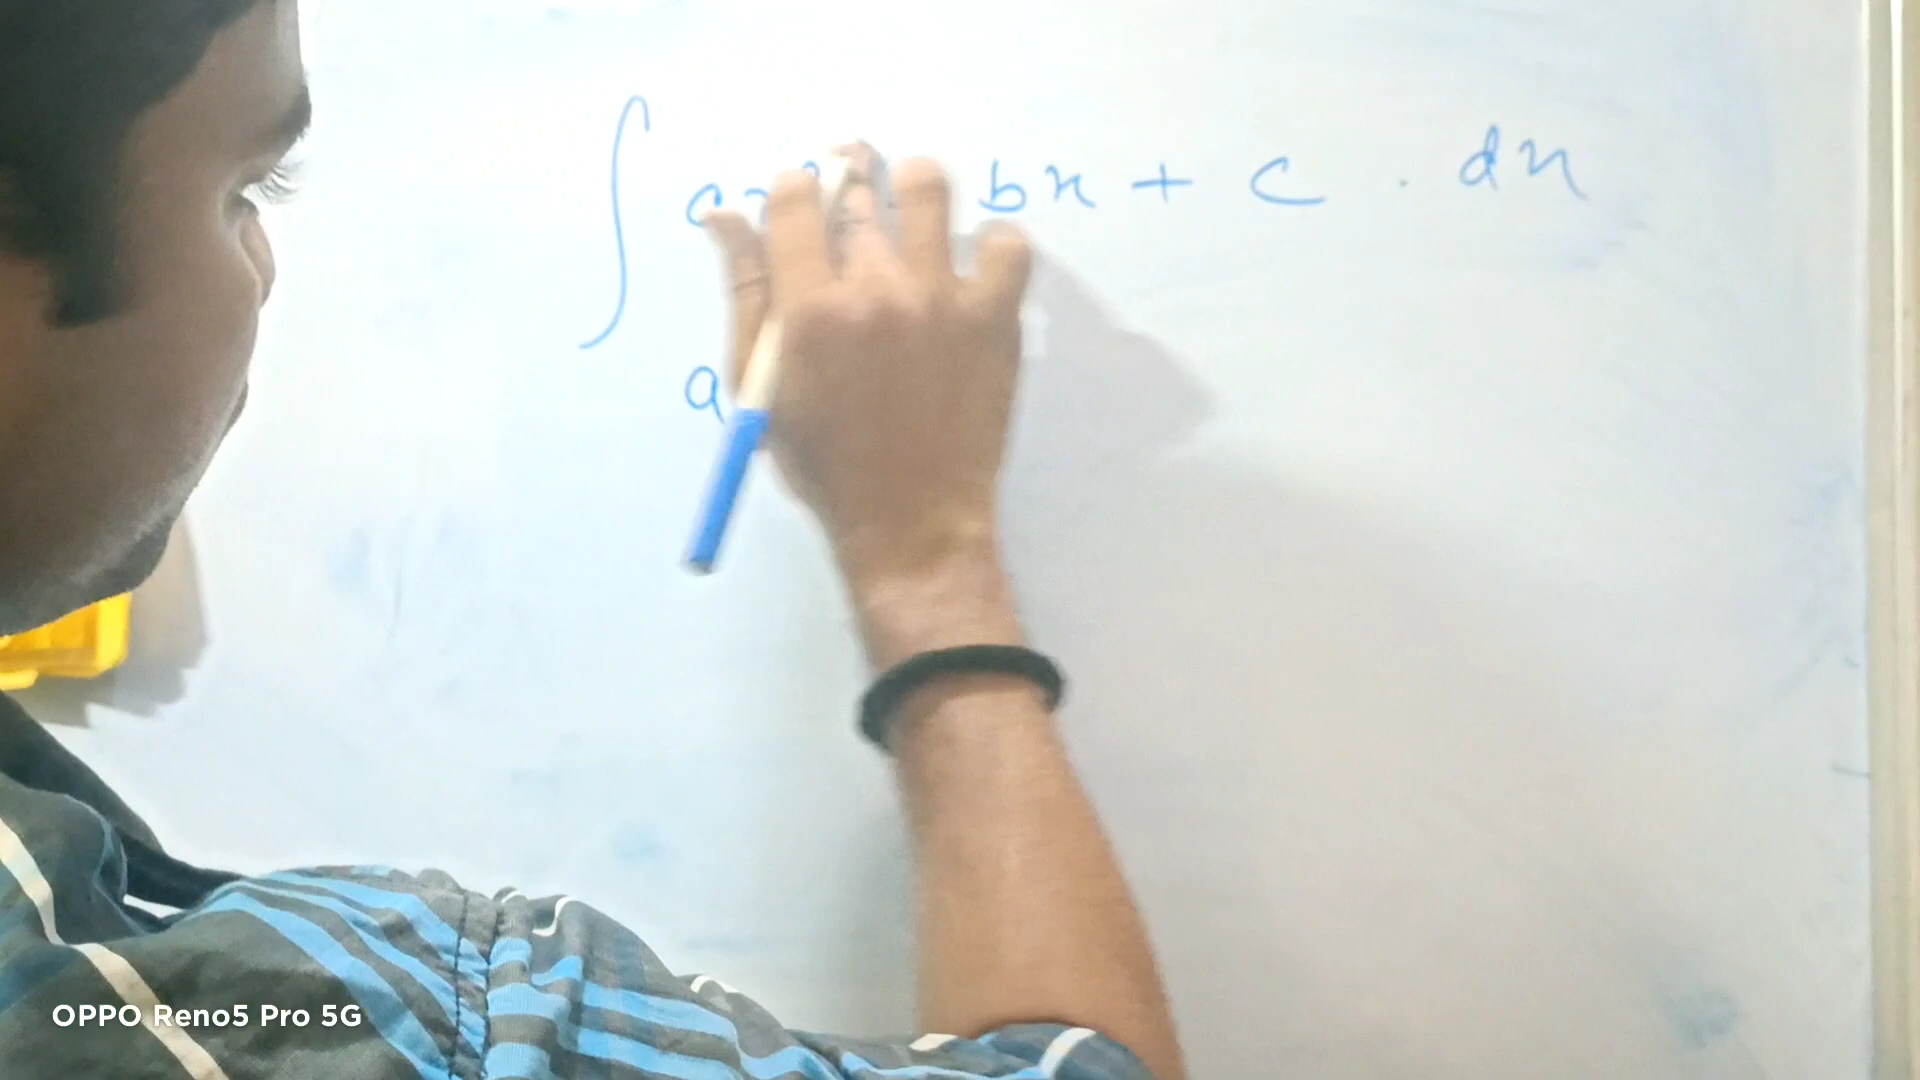 ∫ bx + c . dx
a
OPPO Reno5 Pro 5G